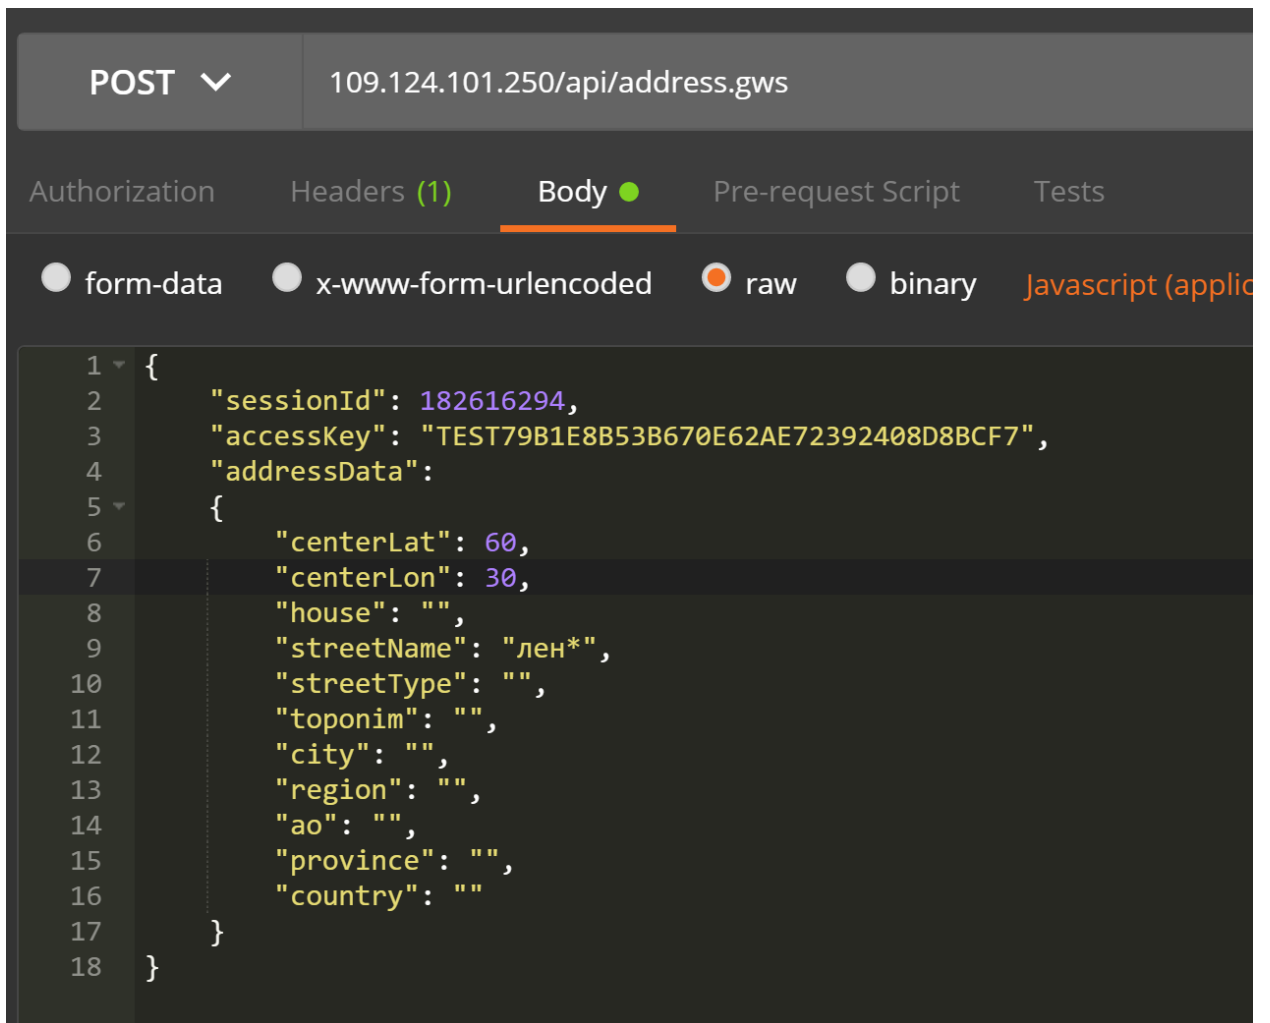 POST 109.124.101.250/api/address.gws
Authorization Headers (1) Body Pre-request Script Tests
form-data x-www-form-urlencoded raw binary Javascript (applic
1 {
2 "sessionId": 182616294,
3 "accessKey": "TEST79B1E8B53B670E62AE72392408D8BCF7",
4 "addressData":
5 {
6 "centerLat": 60,
7 "centerLon": 30,
8 "house": "",
9 "streetName": "лен*",
10 "streetType": "",
11 "toponim": "",
12 "city": "",
13 "region": "",
14 "ao": "",
15 "province": "",
16 "country": ""
17 }
18 }